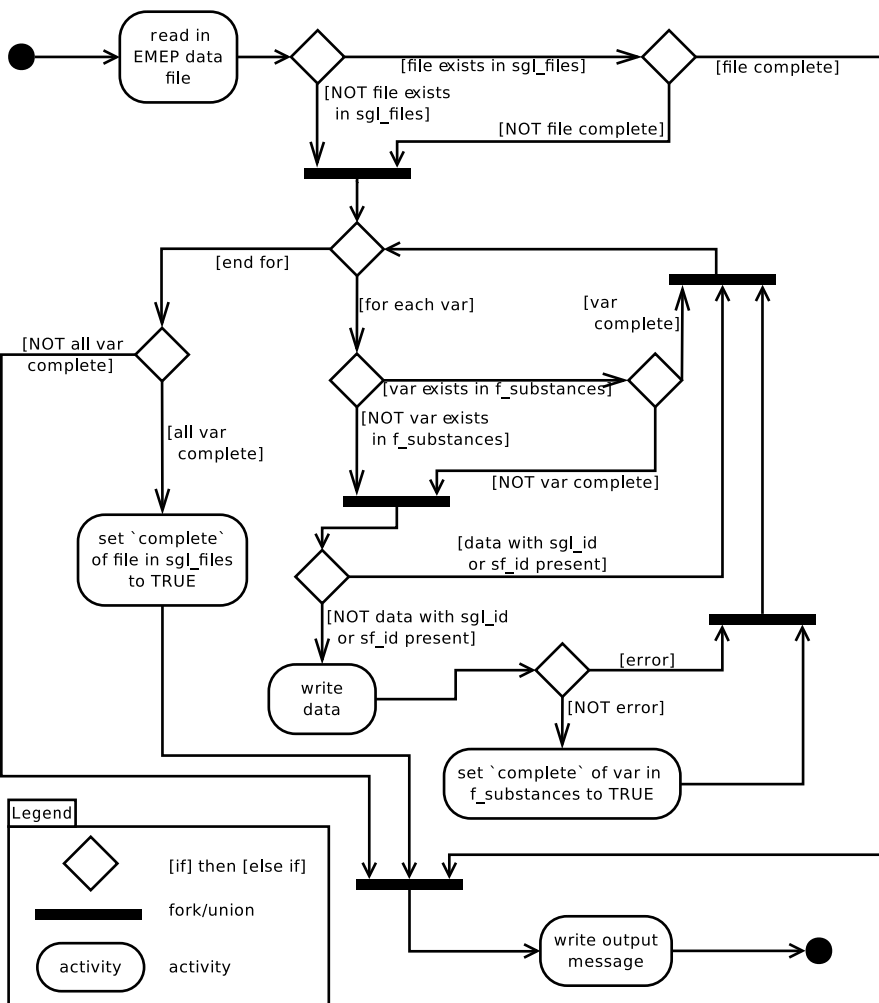 read in
EMEP data
file
[file exists in sgl_files]
[file complete]
[NOT file exists
in sgl_files]
[NOT file complete]
[end for]
[for each var]
[var
complete]
[NOT all var
complete]
[var exists in f_substances]
[NOT var exists
in f_substances]
[all var
complete]
[NOT var complete]
set `complete`
of file in sgl_files
to TRUE
[data with sgl_id
or sf_id present]
[NOT data with sgl_id
or sf_id present]
write
data
[error]
[NOT error]
set `complete` of var in
f_substances to TRUE
Legend
[if] then [else if]
fork/union
activity
activity
write output
message